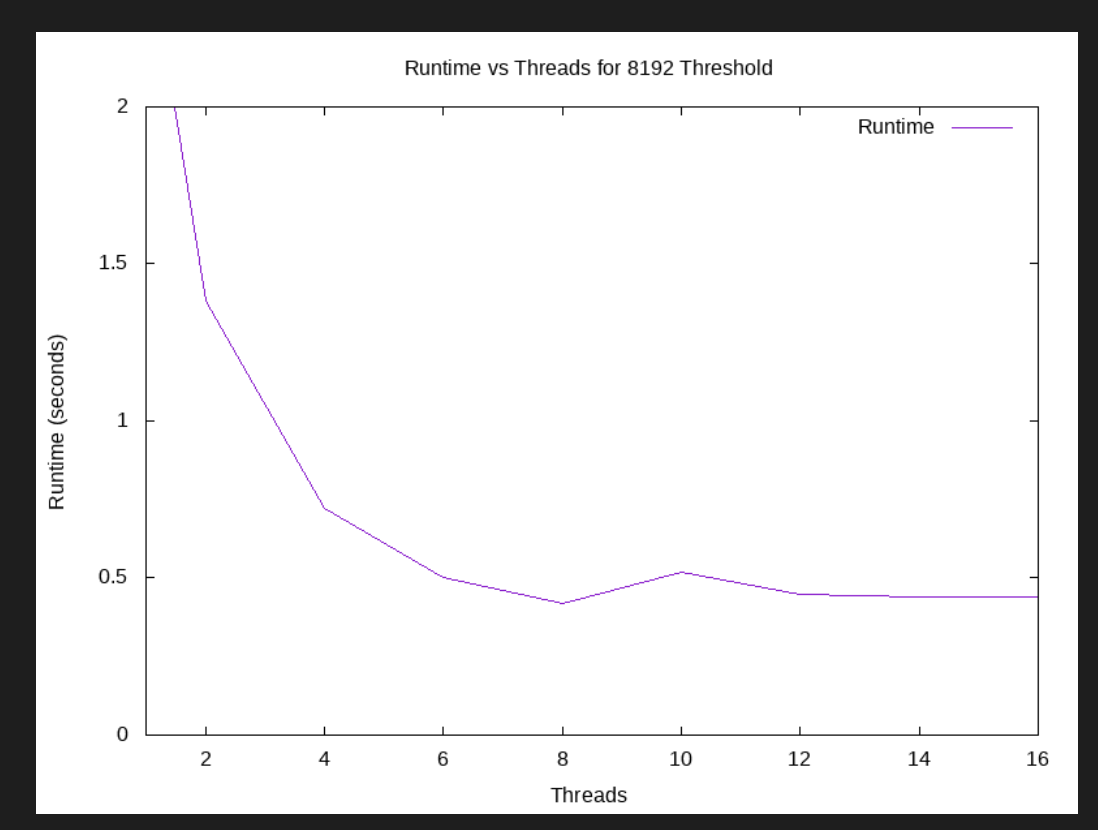 Runtime vs Threads for 8192 Threshold
Runtime
2
1.5
1
0.5
0
Runtime (seconds)
2 4 6 8 10 12 14 16
Threads